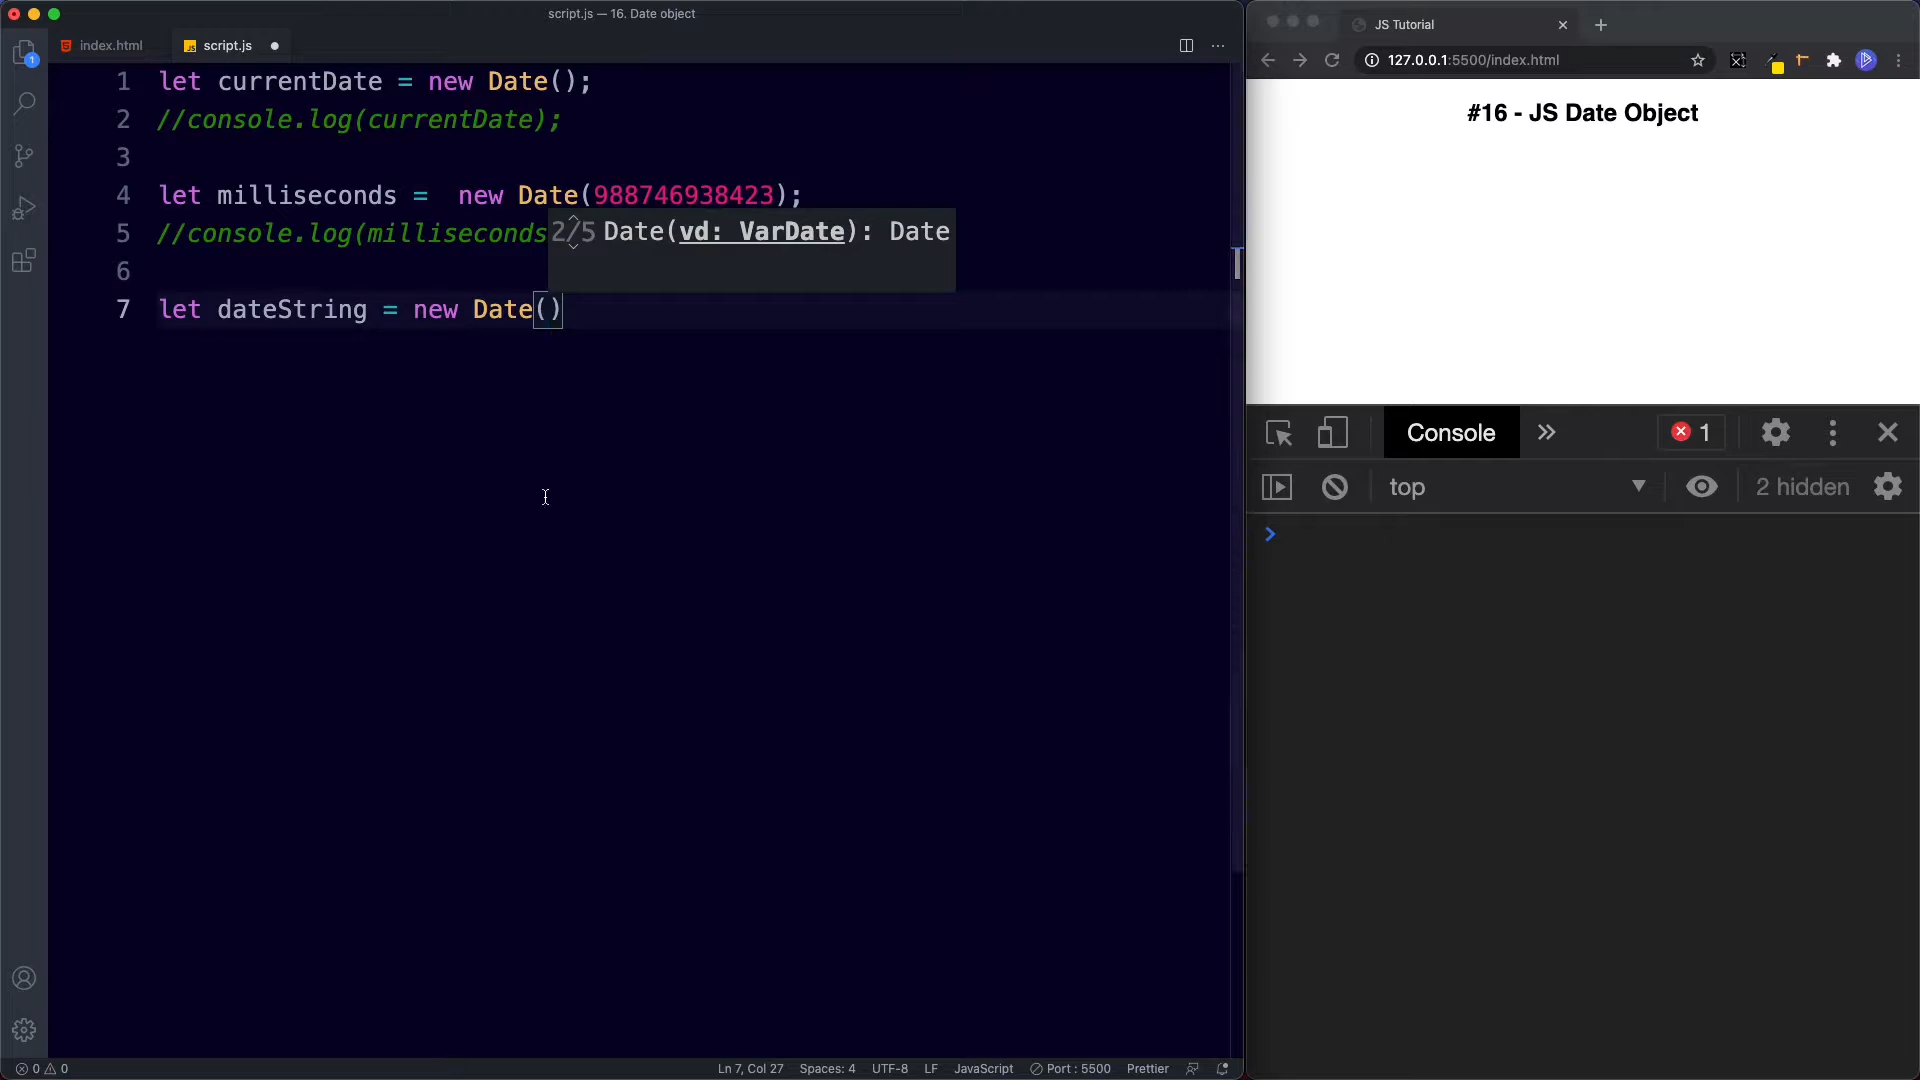 script.js — 16. Date object
index.html
script.js
1 let currentDate = new Date();
2 //console.log(currentDate);
3
4 let milliseconds =  new Date(988746938423);
5 //console.log(milliseconds
2/5 Date(vd: VarDate): Date
6
7 let dateString = new Date()
1
0 0
Ln 7, Col 27
Spaces: 4
UTF-8
LF
JavaScript
Port : 5500
Prettier
JS Tutorial
127.0.0.1:5500/index.html
#16 - JS Date Object
Console
1
top
2 hidden